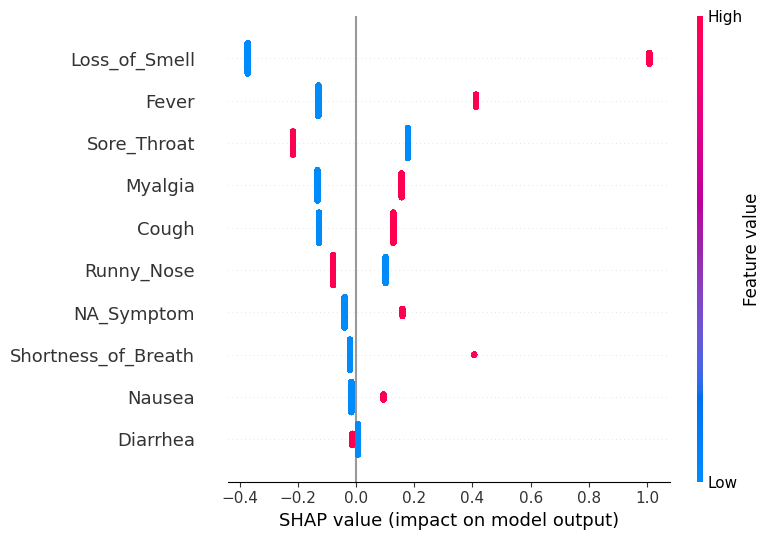 High
Loss_of_Smell
Fever
Sore_Throat
Myalgia
Cough
Runny_Nose
NA_Symptom
Shortness_of_Breath
Nausea
Diarrhea
Feature value
Low
−0.4 −0.2 0.0 0.2 0.4 0.6 0.8 1.0
SHAP value (impact on model output)